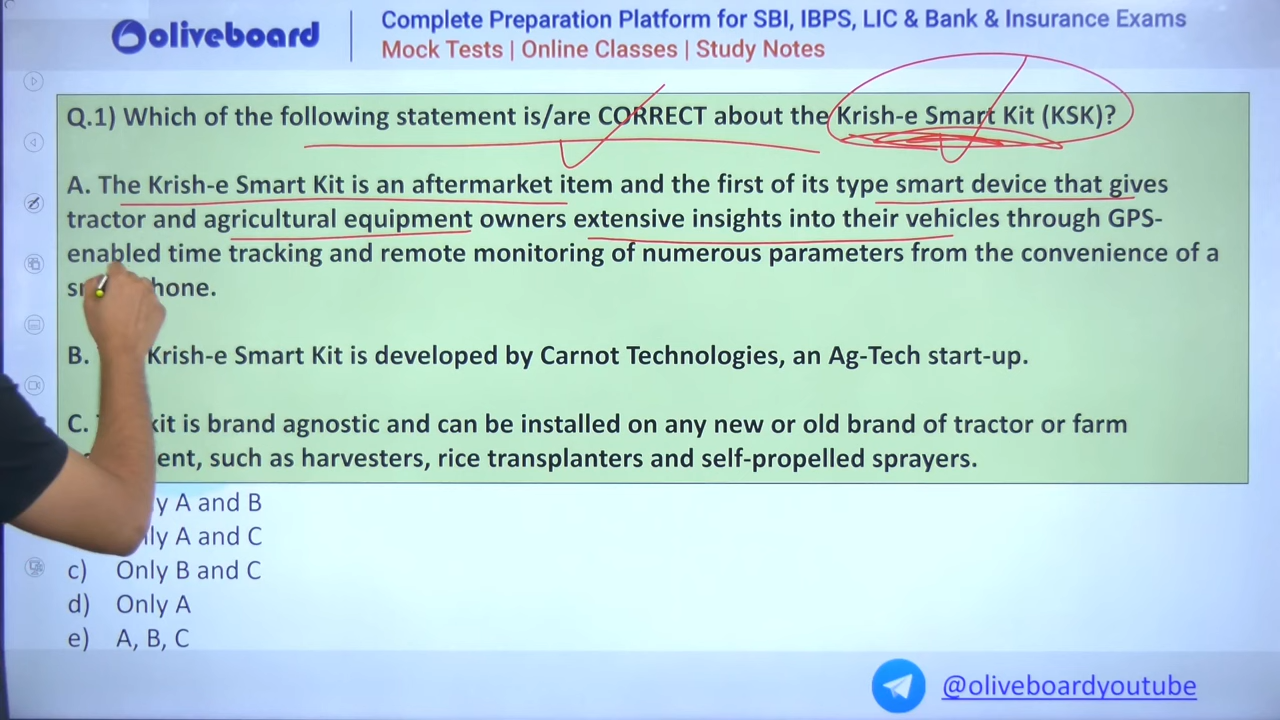 oliveboard
Complete Preparation Platform for SBI, IBPS, LIC & Bank & Insurance Exams
Mock Tests | Online Classes | Study Notes
Q.1) Which of the following statement is/are CORRECT about the Krish-e Smart Kit (KSK)?
A. The Krish-e Smart Kit is an aftermarket item and the first of its type smart device that gives
tractor and agricultural equipment owners extensive insights into their vehicles through GPS-
enabled time tracking and remote monitoring of numerous parameters from the convenience of a
hone.
B. Krish-e Smart Kit is developed by Carnot Technologies, an Ag-Tech start-up.
C. kit is brand agnostic and can be installed on any new or old brand of tractor or farm
ent, such as harvesters, rice transplanters and self-propelled sprayers.
y A and B
ly A and C
c) Only B and C
d) Only A
e) A, B, C
@oliveboardyoutube